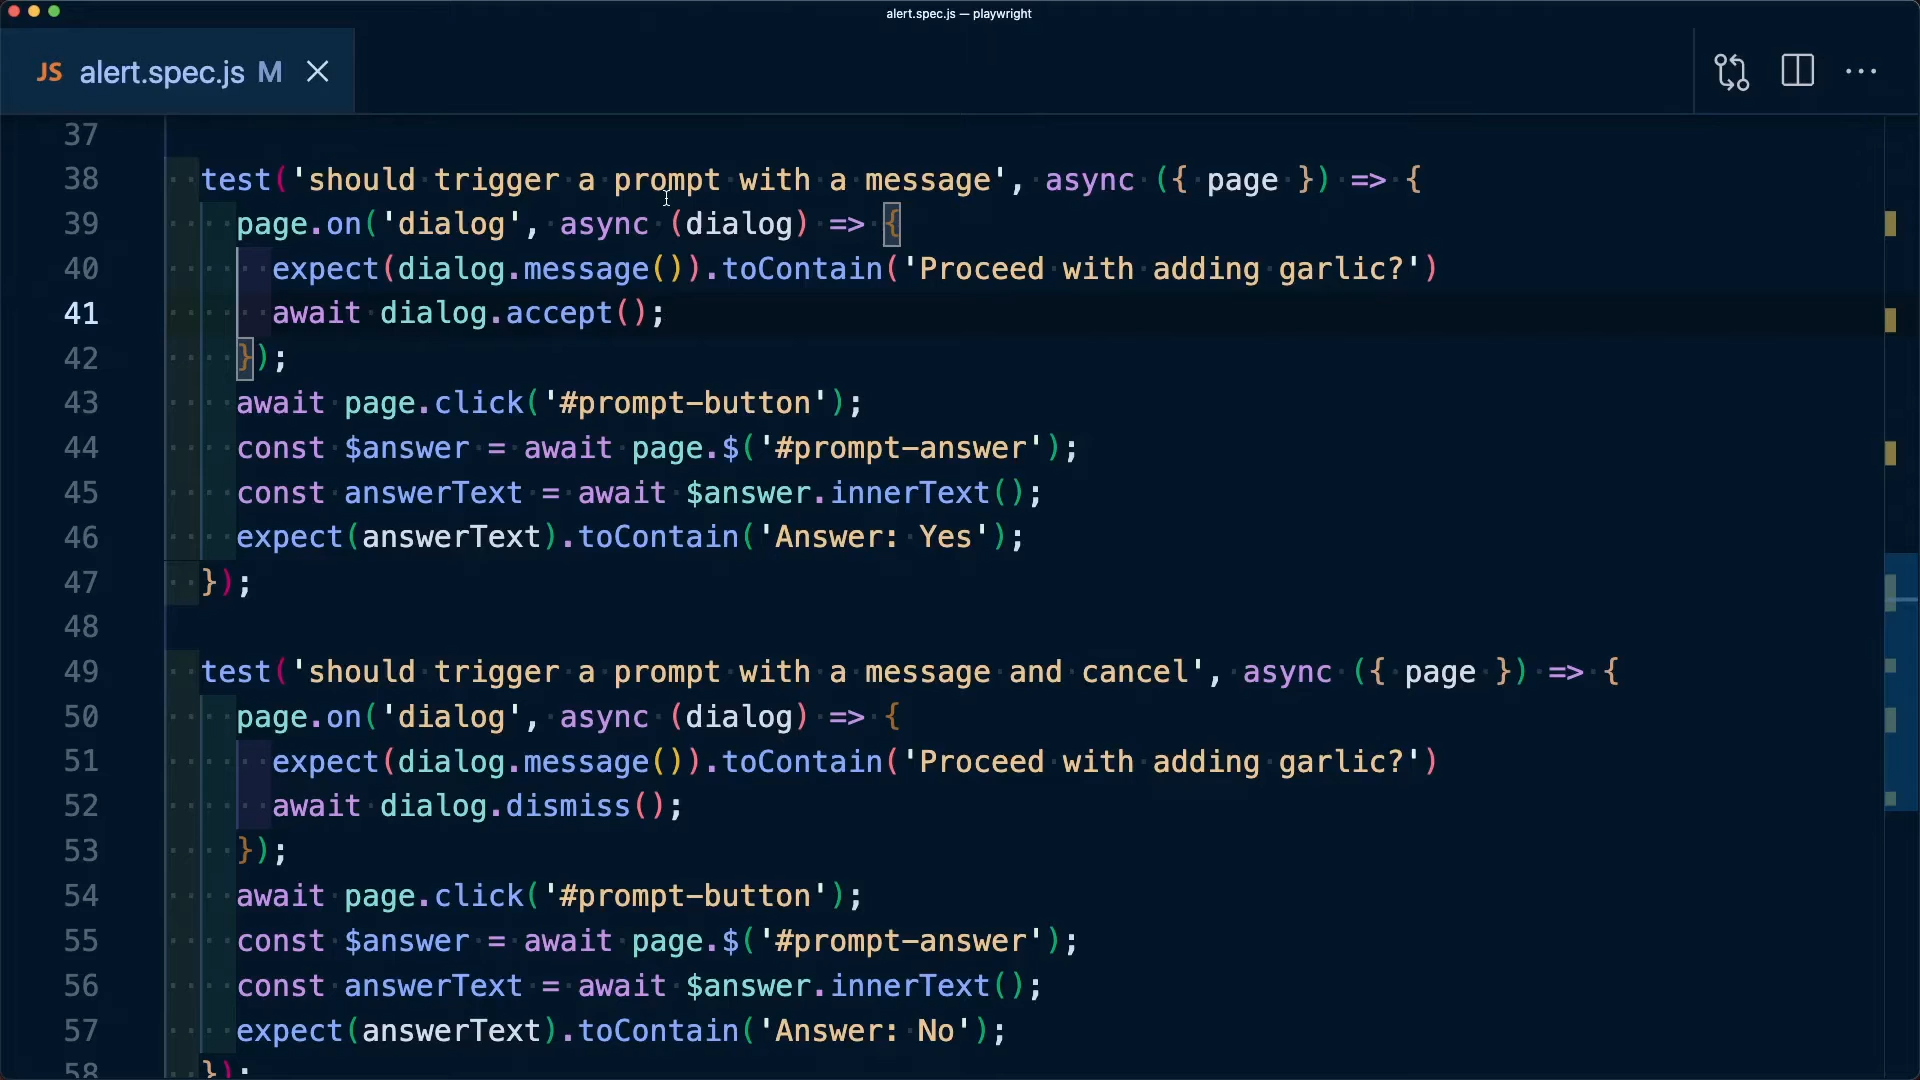 alert.spec.js — playwright
JS alert.spec.js M
37
38 test('should trigger a prompt with a message', async ({ page }) => {
39 page.on('dialog', async (dialog) => {
40 expect(dialog.message()).toContain('Proceed with adding garlic?')
41 await dialog.accept();
42 });
43 await page.click('#prompt-button');
44 const $answer = await page.$('#prompt-answer');
45 const answerText = await $answer.innerText();
46 expect(answerText).toContain('Answer: Yes');
47 });
48
49 test('should trigger a prompt with a message and cancel', async ({ page }) => {
50 page.on('dialog', async (dialog) => {
51 expect(dialog.message()).toContain('Proceed with adding garlic?')
52 await dialog.dismiss();
53 });
54 await page.click('#prompt-button');
55 const $answer = await page.$('#prompt-answer');
56 const answerText = await $answer.innerText();
57 expect(answerText).toContain('Answer: No');
58 });